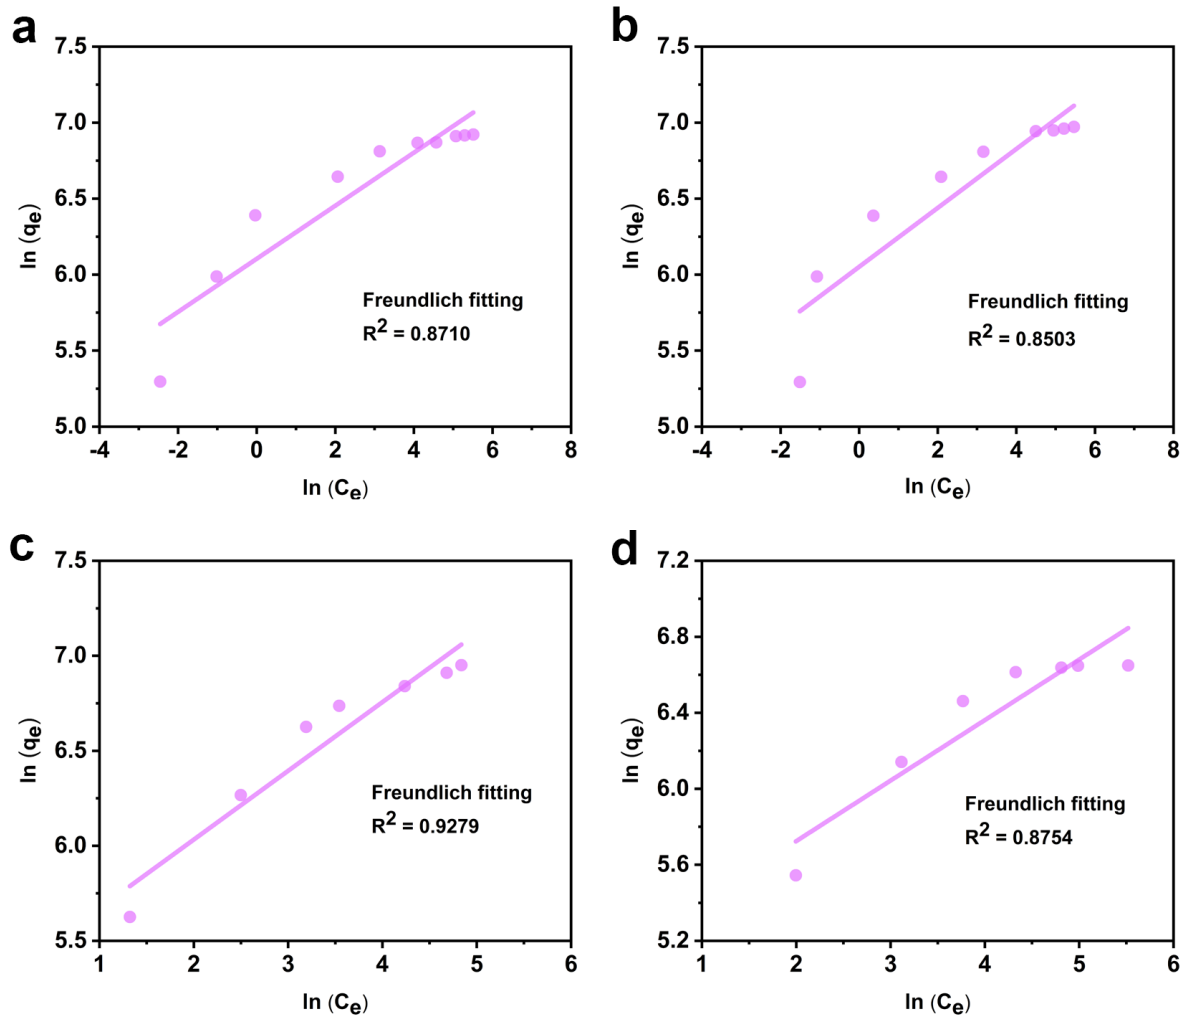 a
7.5
7.0
6.5
6.0
5.5
5.0
-4 -2 0 2 4 6 8
ln (qe)
ln (Ce)
Freundlich fitting
R2 = 0.8710
b
7.5
7.0
6.5
6.0
5.5
5.0
-4 -2 0 2 4 6 8
ln (qe)
ln (Ce)
Freundlich fitting
R2 = 0.8503
c
7.5
7.0
6.5
6.0
5.5
1 2 3 4 5 6
ln (qe)
ln (Ce)
Freundlich fitting
R2 = 0.9279
d
7.2
6.8
6.4
6.0
5.6
5.2
1 2 3 4 5 6
ln (qe)
ln (Ce)
Freundlich fitting
R2 = 0.8754